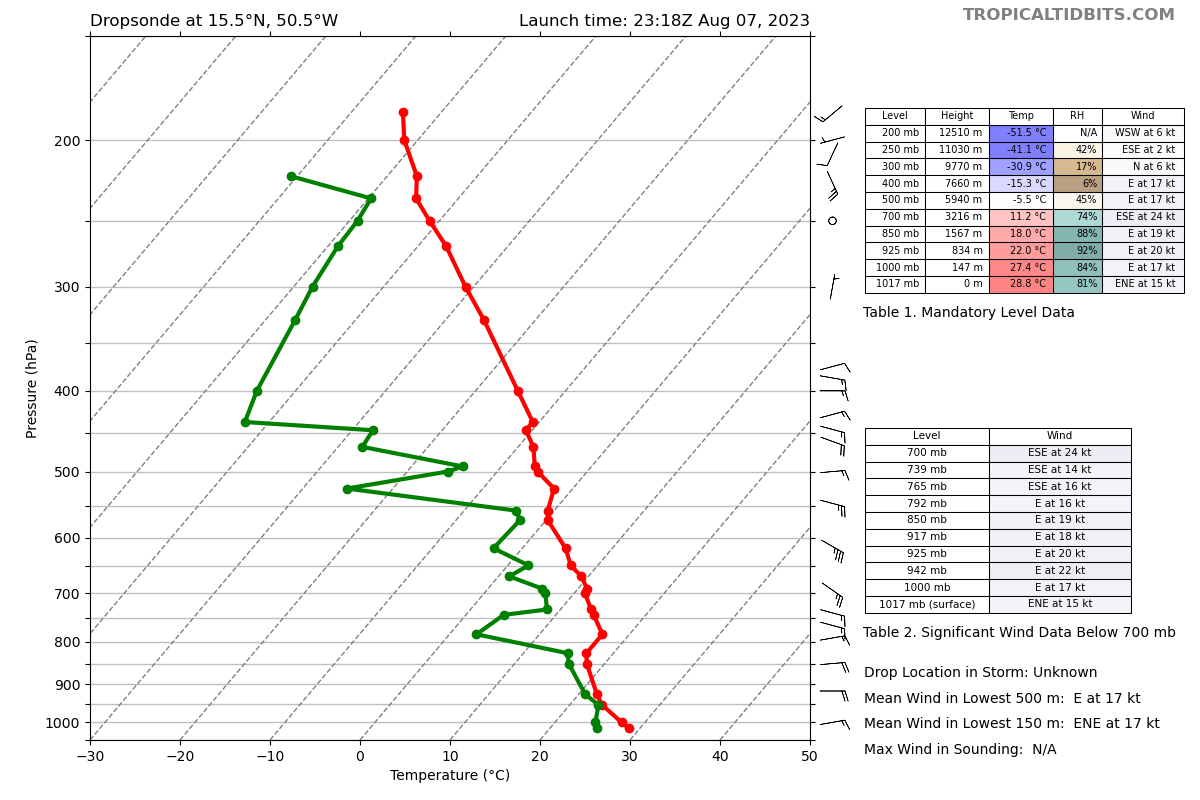 Dropsonde at 15.5°N, 50.5°W
Launch time: 23:18Z Aug 07, 2023
TROPICALTIDBITS.COM
Pressure (hPa)
200
300
400
500
600
700
800
900
1000
−30 −20 −10 0 10 20 30 40 50
Temperature (°C)
Level Height Temp RH Wind
200 mb 12510 m -51.5 °C N/A WSW at 6 kt
250 mb 11030 m -41.1 °C 42% ESE at 2 kt
300 mb 9770 m -30.9 °C 17% N at 6 kt
400 mb 7660 m -15.3 °C 6% E at 17 kt
500 mb 5940 m -5.5 °C 45% E at 17 kt
700 mb 3216 m 11.2 °C 74% ESE at 24 kt
850 mb 1567 m 18.0 °C 88% E at 19 kt
925 mb 834 m 22.0 °C 92% E at 20 kt
1000 mb 147 m 27.4 °C 84% E at 17 kt
1017 mb 0 m 28.8 °C 81% ENE at 15 kt
Table 1. Mandatory Level Data
Level Wind
700 mb ESE at 24 kt
739 mb ESE at 14 kt
765 mb ESE at 16 kt
792 mb E at 16 kt
850 mb E at 19 kt
917 mb E at 18 kt
925 mb E at 20 kt
942 mb E at 22 kt
1000 mb E at 17 kt
1017 mb (surface) ENE at 15 kt
Table 2. Significant Wind Data Below 700 mb
Drop Location in Storm: Unknown
Mean Wind in Lowest 500 m: E at 17 kt
Mean Wind in Lowest 150 m: ENE at 17 kt
Max Wind in Sounding: N/A